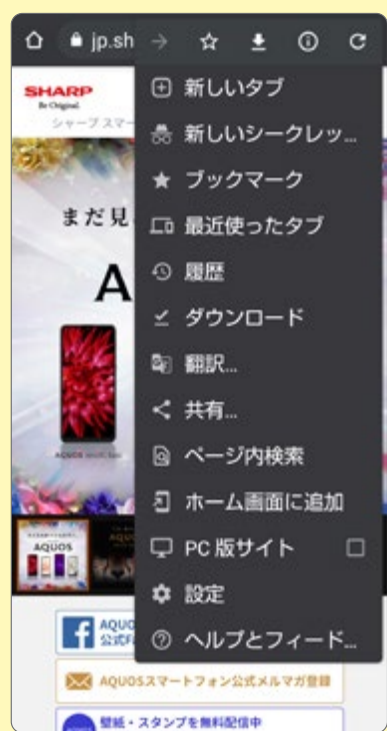 jp.sh
SHARP
Be Original.
シャープ スマー
新しいタブ
新しいシークレッ...
ブックマーク
最近使ったタブ
履歴
ダウンロード
翻訳...
共有...
ページ内検索
ホーム画面に追加
PC 版サイト
設定
ヘルプとフィード...
まだ見
A
AQUOS
AQUO
公式F
AQUOSスマートフォン公式メルマガ登録
壁紙・スタンプを無料配信中